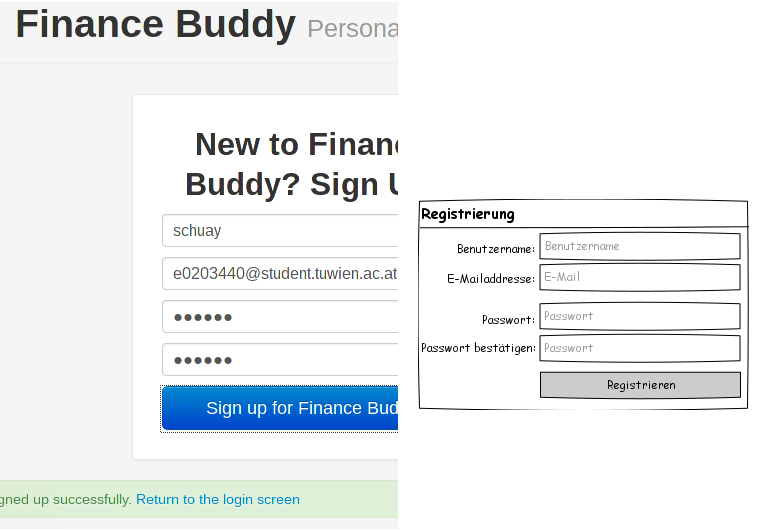 Finance Buddy Persona
New to Financ
Buddy? Sign U
schuay
e0203440@student.tuwien.ac.at
Sign up for Finance Bud
gned up successfully. Return to the login screen
Registrierung
Benutzername: Benutzername
E-Mailaddresse: E-Mail
Passwort: Passwort
Passwort bestätigen: Passwort
Registrieren